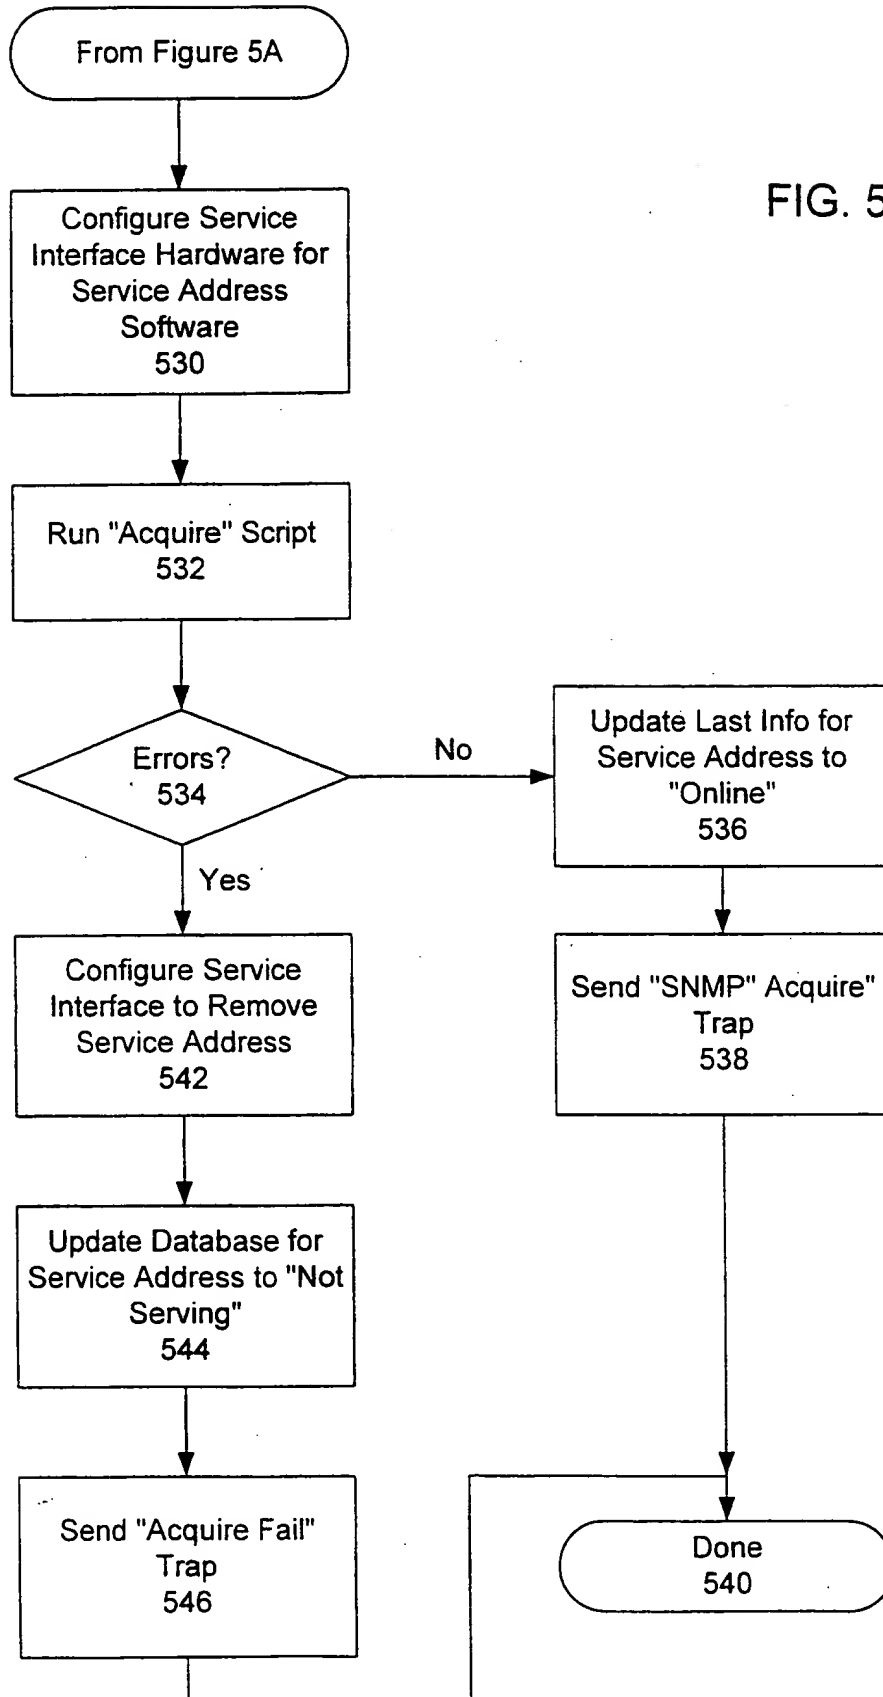 From Figure 5A
FIG. 5
Configure Service
Interface Hardware for
Service Address
Software
530
Run "Acquire" Script
532
Errors?
534
No
Yes
Update Last Info for
Service Address to
"Online"
536
Send "SNMP" Acquire"
Trap
538
Configure Service
Interface to Remove
Service Address
542
Update Database for
Service Address to "Not
Serving"
544
Send "Acquire Fail"
Trap
546
Done
540